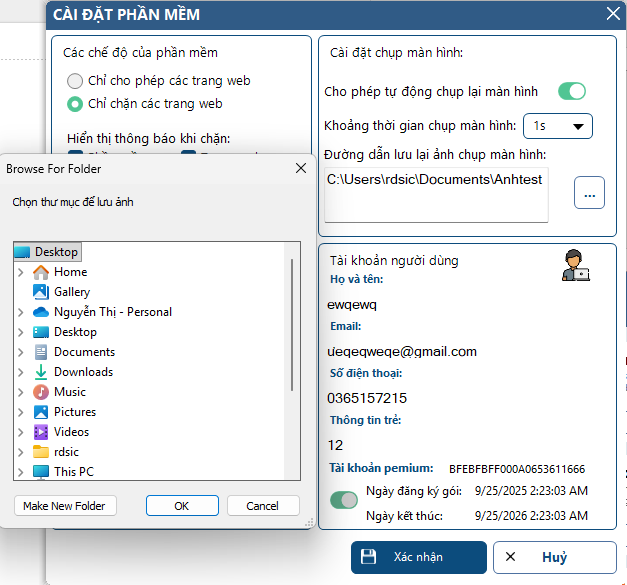 CÀI ĐẶT PHẦN MỀM
Các chế độ của phần mềm
Chỉ cho phép các trang web
Chỉ chặn các trang web
Hiển thị thông báo khi chặn:
Cài đặt chụp màn hình:
Cho phép tự động chụp lại màn hình
Khoảng thời gian chụp màn hình: 1s
Đường dẫn lưu lại ảnh chụp màn hình:
C:\Users\rdsic\Documents\Anhtest
...
Browse For Folder
Chọn thư mục để lưu ảnh
Desktop
Home
Gallery
Nguyễn Thị - Personal
Desktop
Documents
Downloads
Music
Pictures
Videos
rdsic
This PC
Make New Folder
OK
Cancel
Tài khoản người dùng
Họ và tên:
ewqewq
Email:
ưeqeqweqe@gmail.com
Số điện thoại:
0365157215
Thông tin trẻ:
12
Tài khoản pemium: BFEBFBFF000A0653611666
Ngày đăng ký gói: 9/25/2025 2:23:03 AM
Ngày kết thúc: 9/25/2026 2:23:03 AM
Xác nhận
Huỷ